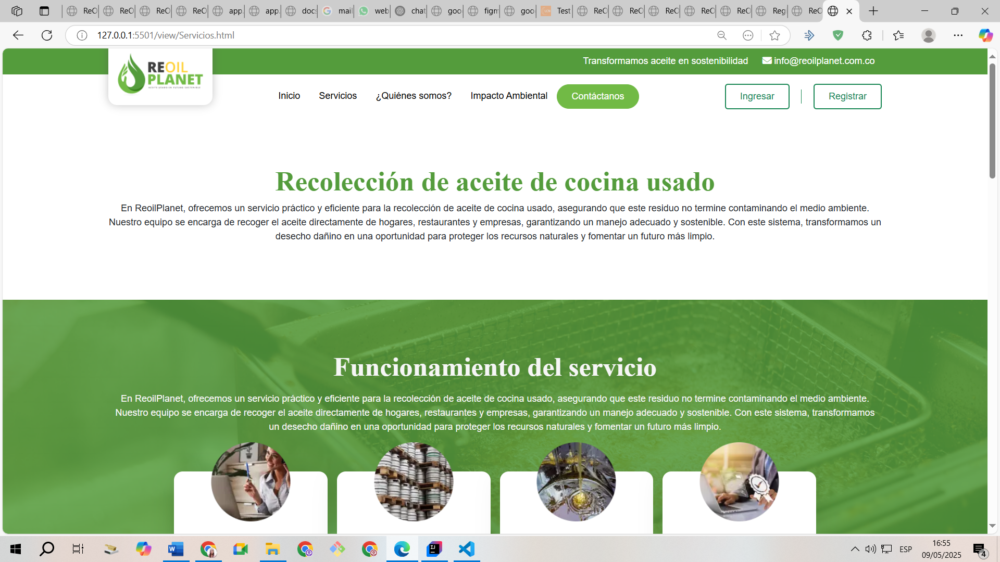 ReO
ReO
ReO
ReO
app.
app.
docs
mail
web
chat
goo
figm
goo
Test
ReO
ReO
ReO
ReO
ReO
Reg
ReO
127.0.0.1:5501/view/Servicios.html
Transformamos aceite en sostenibilidad
info@reoilplanet.com.co
REOIL
PLANET
ACEITE USADO EN FUTURO SOSTENIBLE
Inicio
Servicios
¿Quiénes somos?
Impacto Ambiental
Contáctanos
Ingresar
Registrar
Recolección de aceite de cocina usado
En ReoilPlanet, ofrecemos un servicio práctico y eficiente para la recolección de aceite de cocina usado, asegurando que este residuo no termine contaminando el medio ambiente.
Nuestro equipo se encarga de recoger el aceite directamente de hogares, restaurantes y empresas, garantizando un manejo adecuado y sostenible. Con este sistema, transformamos un
desecho dañino en una oportunidad para proteger los recursos naturales y fomentar un futuro más limpio.
Funcionamiento del servicio
En ReoilPlanet, ofrecemos un servicio práctico y eficiente para la recolección de aceite de cocina usado, asegurando que este residuo no termine contaminando el medio ambiente.
Nuestro equipo se encarga de recoger el aceite directamente de hogares, restaurantes y empresas, garantizando un manejo adecuado y sostenible. Con este sistema, transformamos
un desecho dañino en una oportunidad para proteger los recursos naturales y fomentar un futuro más limpio.
ESP
16:55
09/05/2025
4